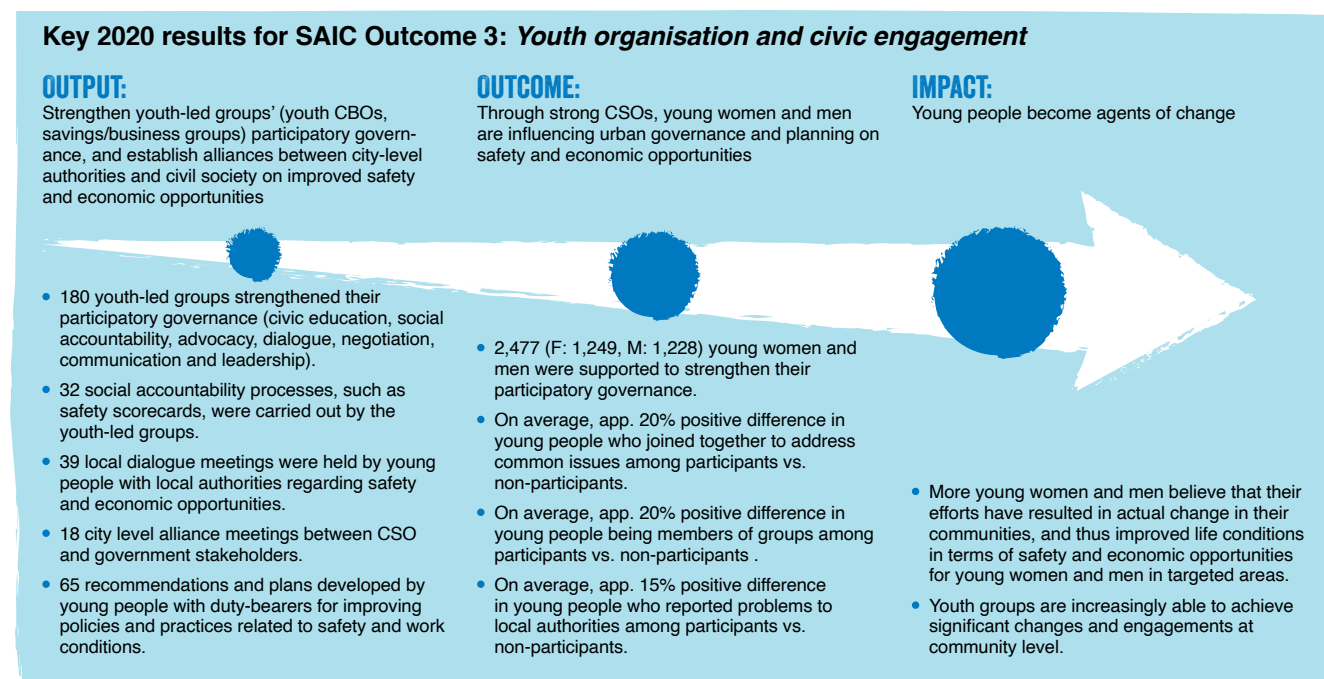 Key 2020 results for SAIC Outcome 3: Youth organisation and civic engagement
OUTPUT:
Strengthen youth-led groups' (youth CBOs,
savings/business groups) participatory govern-
ance, and establish alliances between city-level
authorities and civil society on improved safety
and economic opportunities
• 180 youth-led groups strengthened their
participatory governance (civic education, social
accountability, advocacy, dialogue, negotiation,
communication and leadership).
• 32 social accountability processes, such as
safety scorecards, were carried out by the
youth-led groups.
• 39 local dialogue meetings were held by young
people with local authorities regarding safety
and economic opportunities.
• 18 city level alliance meetings between CSO
and government stakeholders.
• 65 recommendations and plans developed by
young people with duty-bearers for improving
policies and practices related to safety and work
conditions.
OUTCOME:
Through strong CSOs, young women and men
are influencing urban governance and planning on
safety and economic opportunities
• 2,477 (F: 1,249, M: 1,228) young women and
men were supported to strengthen their
participatory governance.
• On average, app. 20% positive difference in
young people who joined together to address
common issues among participants vs.
non-participants.
• On average, app. 20% positive difference in
young people being members of groups among
participants vs. non-participants .
• On average, app. 15% positive difference
in young people who reported problems to
local authorities among participants vs.
non-participants.
IMPACT:
Young people become agents of change
• More young women and men believe that their
efforts have resulted in actual change in their
communities, and thus improved life conditions
in terms of safety and economic opportunities
for young women and men in targeted areas.
• Youth groups are increasingly able to achieve
significant changes and engagements at
community level.